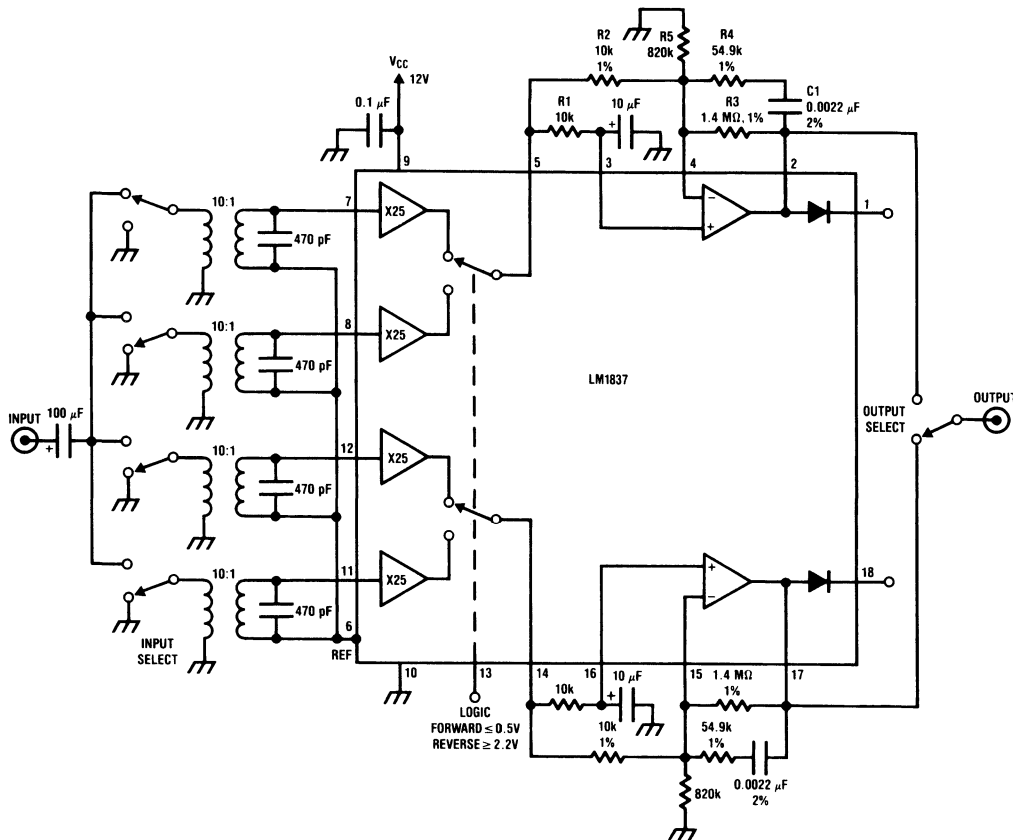 R2
10k
1%
R5
820k
R4
54.9k
1%
VCC
12V
0.1 μF
R1
10k
10 μF
+
R3
1.4 MΩ, 1%
C1
0.0022 μF
2%
9
5
3
4
2
10:1
470 pF
7
X25
−
+
1
10:1
470 pF
8
X25
LM1837
INPUT
100 μF
+
OUTPUT
SELECT
OUTPUT
10:1
470 pF
12
X25
10:1
470 pF
11
X25
+
−
18
INPUT
SELECT
6
REF
10
13
14
16
15
17
LOGIC
FORWARD ≤ 0.5V
REVERSE ≥ 2.2V
10k
+
10 μF
1.4 MΩ
1%
10k
1%
54.9k
1%
0.0022 μF
2%
820k